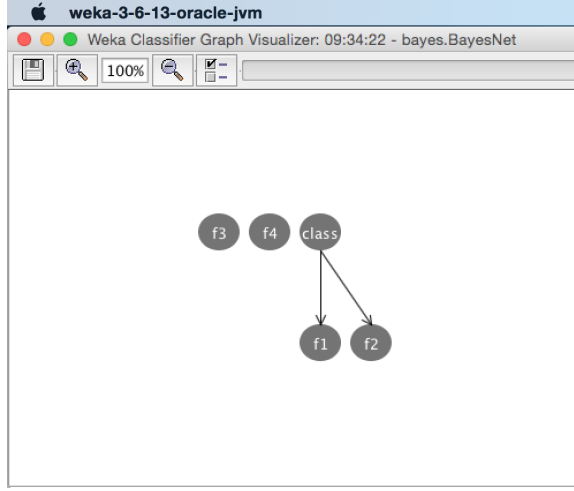 weka-3-6-13-oracle-jvm
Weka Classifier Graph Visualizer: 09:34:22 - bayes.BayesNet
100%
f3 f4 class
f1 f2